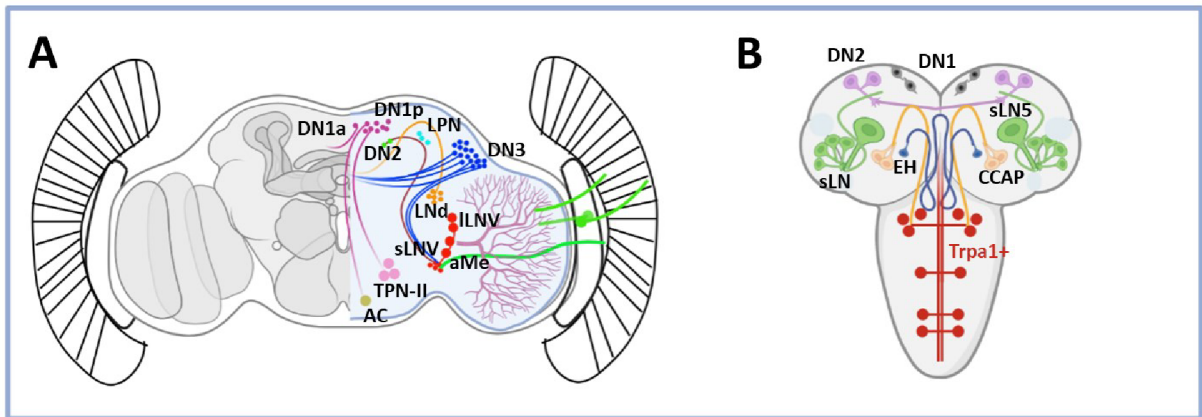 A
DN1p
DN1a
LPN
DN2
DN3
LNd
lLNV
sLNV
aMe
TPN-II
AC
B
DN2
DN1
sLN5
EH
CCAP
sLN
Trpa1+